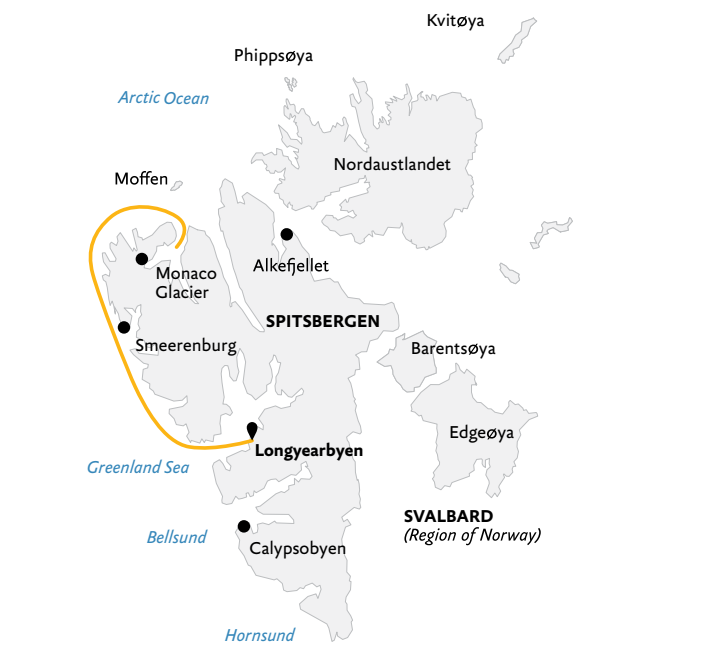 Kvitøya
Phippsøya
Arctic Ocean
Nordaustlandet
Moffen
Alkefjellet
Monaco
Glacier
SPITSBERGEN
Smeerenburg
Barentsøya
Edgeøya
Longyearbyen
Greenland Sea
SVALBARD
(Region of Norway)
Bellsund
Calypsobyen
Hornsund